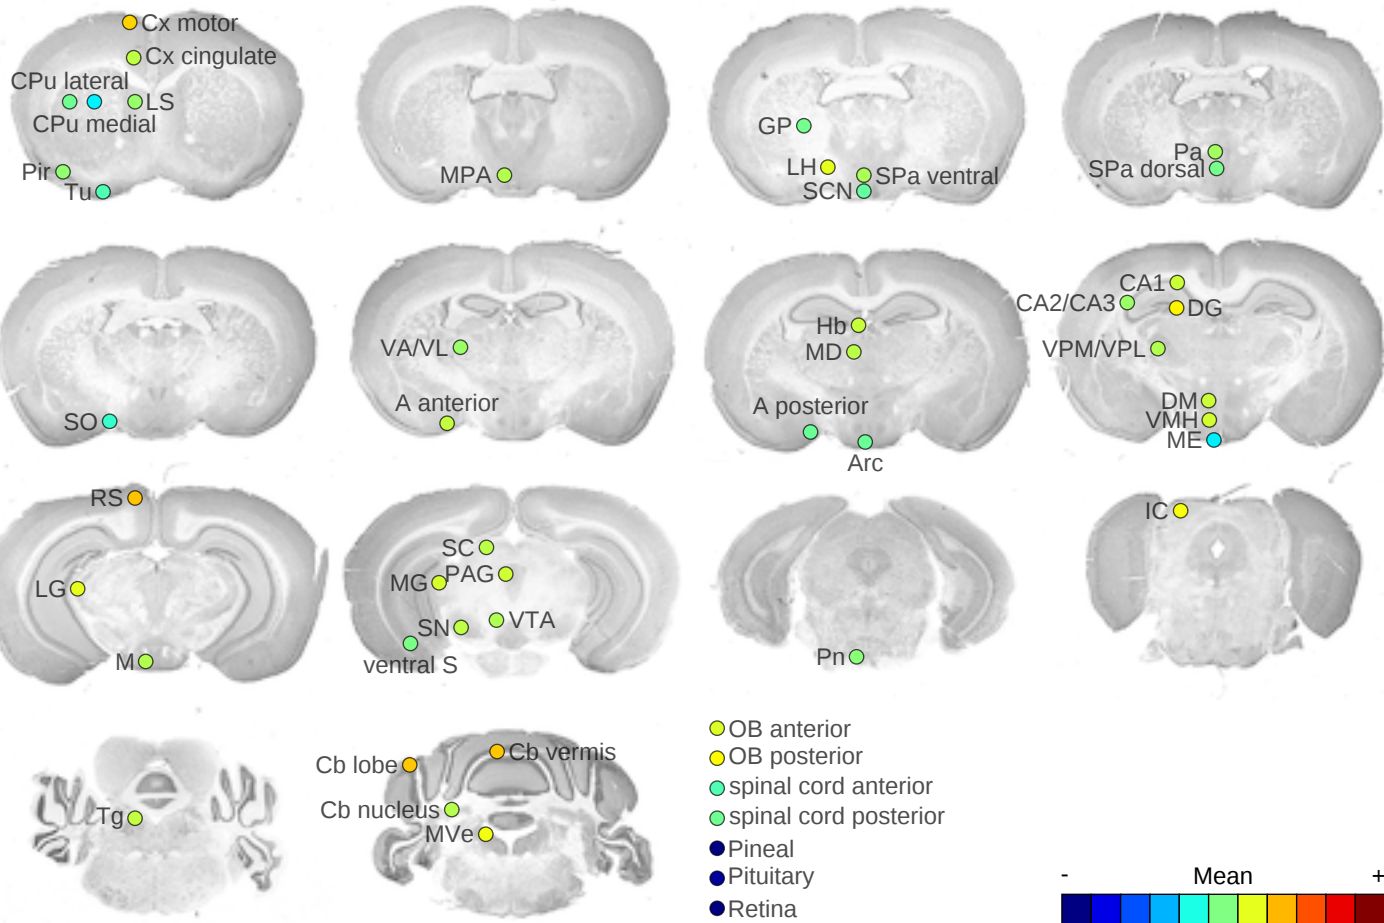 Cx motor
Cx cingulate
CPu lateral
LS
CPu medial
Pir
Tu
MPA
GP
LH
SPa ventral
SCN
Pa
SPa dorsal
SO
VA/VL
A anterior
Hb
MD
A posterior
Arc
CA1
CA2/CA3
DG
VPM/VPL
DM
VMH
ME
RS
LG
M
SC
MG
PAG
SN
VTA
ventral S
Pn
IC
Tg
Cb lobe
Cb vermis
Cb nucleus
MVe
OB anterior
OB posterior
spinal cord anterior
spinal cord posterior
Pineal
Pituitary
Retina
- Mean +